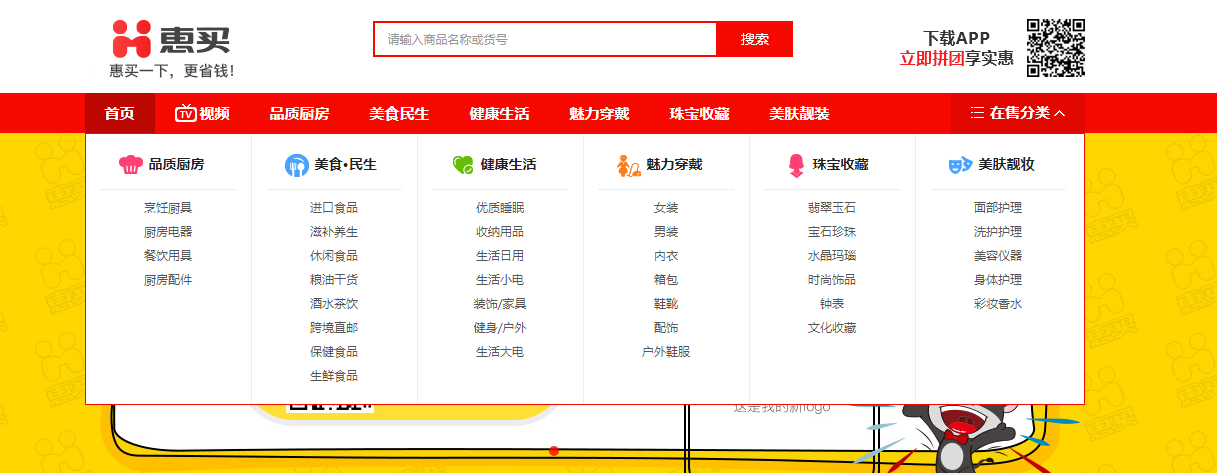 惠买
惠买一下，更省钱！
请输入商品名称或货号
搜索
下载APP
立即拼团享实惠
首页
TV 视频
品质厨房
美食民生
健康生活
魅力穿戴
珠宝收藏
美肤靓装
在售分类
品质厨房
烹饪厨具
厨房电器
餐饮用具
厨房配件
美食•民生
进口食品
滋补养生
休闲食品
粮油干货
酒水茶饮
跨境直邮
保健食品
生鲜食品
健康生活
优质睡眠
收纳用品
生活日用
生活小电
装饰/家具
健身/户外
生活大电
魅力穿戴
女装
男装
内衣
箱包
鞋靴
配饰
户外鞋服
珠宝收藏
翡翠玉石
宝石珍珠
水晶玛瑙
时尚饰品
钟表
文化收藏
美肤靓妆
面部护理
洗护护理
美容仪器
身体护理
彩妆香水
这是我的新logo